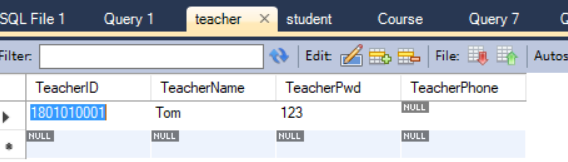 SQL File 1 Query 1 teacher student Course Query 7
Filter: Edit: File: Autos
TeacherID TeacherName TeacherPwd TeacherPhone
1801010001 Tom 123 NULL
NULL NULL NULL NULL